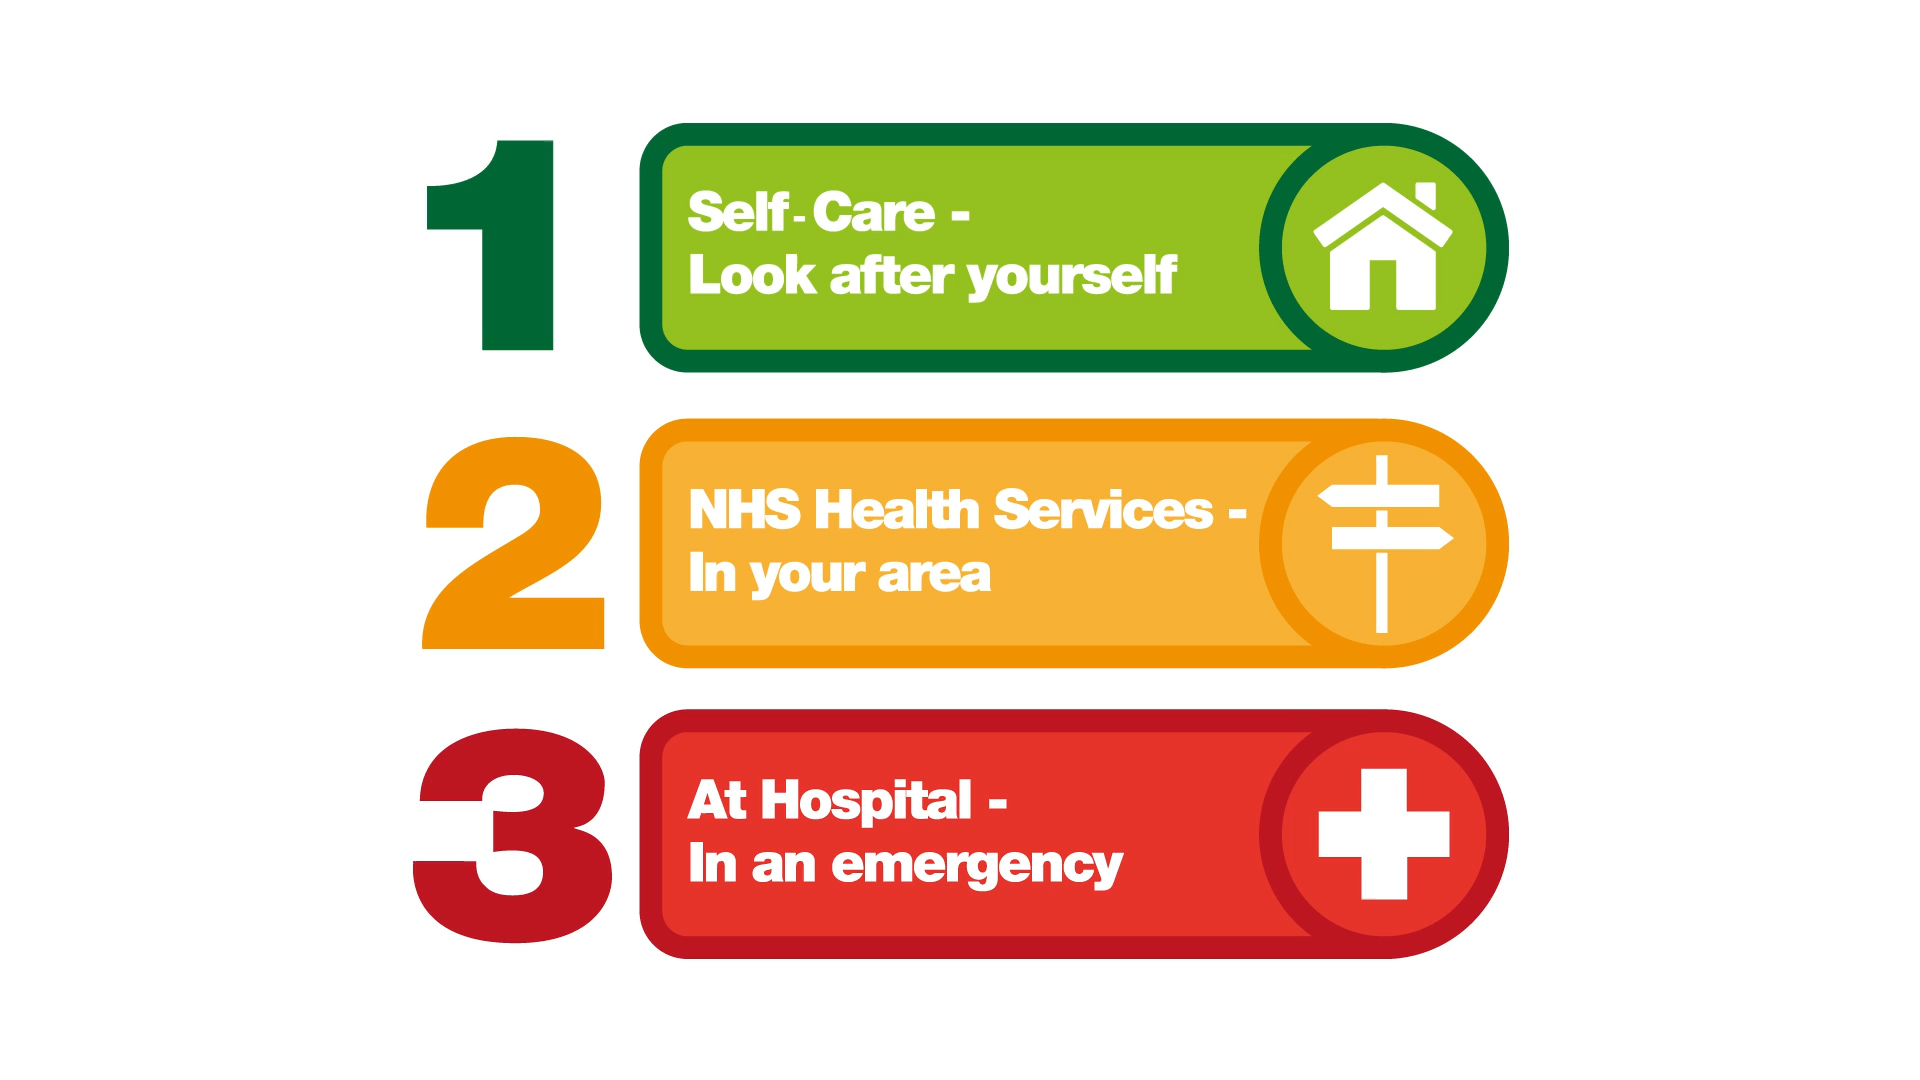 1
Self-Care -
Look after yourself
2
NHS Health Services -
In your area
3
At Hospital -
In an emergency